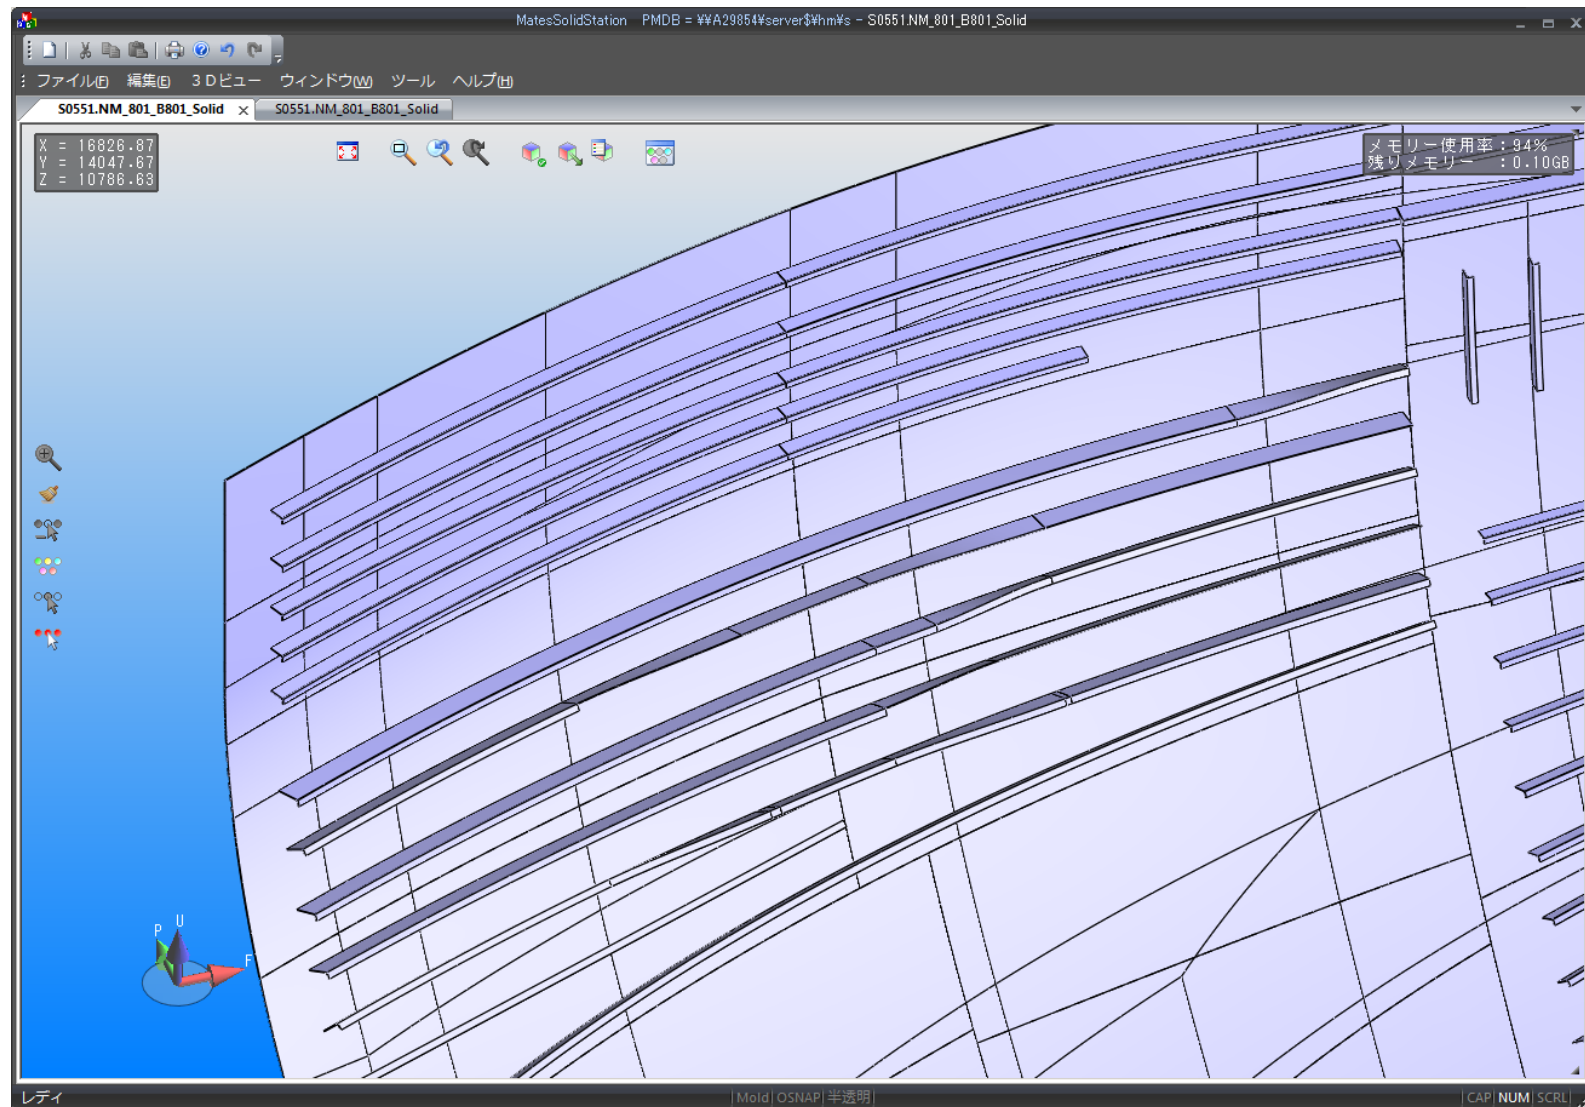 MatesSolidStation PMDB = ¥¥A29854¥server$¥hm¥s - S0551.NM_801_B801_Solid
ファイル(F) 編集(E) 3Dビュー ウィンドウ(W) ツール ヘルプ(H)
S0551.NM_801_B801_Solid S0551.NM_801_B801_Solid
X = 16826.87
Y = 14047.67
Z = 10786.63
メモリー使用率:94%
残りメモリー :0.10GB
P U
F
レディ Mold OSNAP 半透明 CAP NUM SCRL